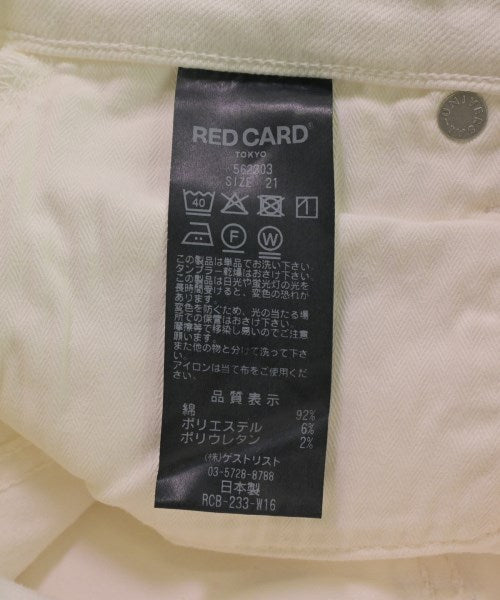 RED CARD®
TOKYO
562203
SIZE 21
40
F
W
この製品は単品でお洗い下さい。
タンブラー乾燥はおさけ下さい。
この製品は日光や蛍光灯の光を
長時間受けると、変色の恐れが
あります。
変色を防ぐため、光の当たる場
所での保管はおさけ下さい。
摩擦等で移染し易いのでご注意
願います。
また他の物と分けて洗って下さ
い。
アイロンは当て布をご使用下さい。
品質表示
綿 92%
ポリエステル 6%
ポリウレタン 2%
(株)ゲストリスト
03-5728-8788
日本製
RCB-233-W16